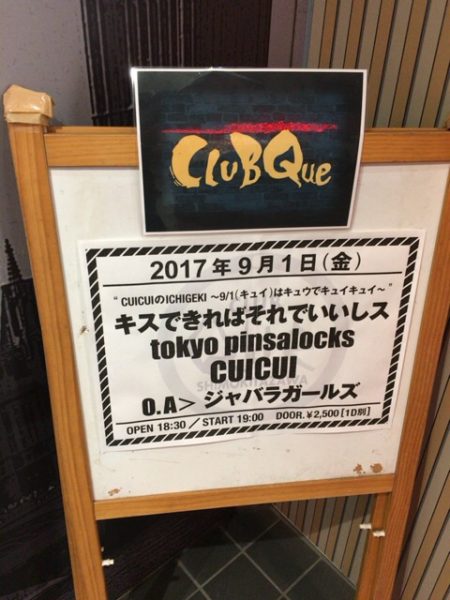 CLUB Que
2017年9月1日(金)
"CUICUIのICHIGEKI ～9/1(キュイ)はキュウでキュイキュイ～"
キスできればそれでいいしス
tokyo pinsalocks
CUICUI
SHIMOKITAZAWA
O.A> ジャバラガールズ
OPEN 18:30／START 19:00 DOOR.¥2,500 [1D別]